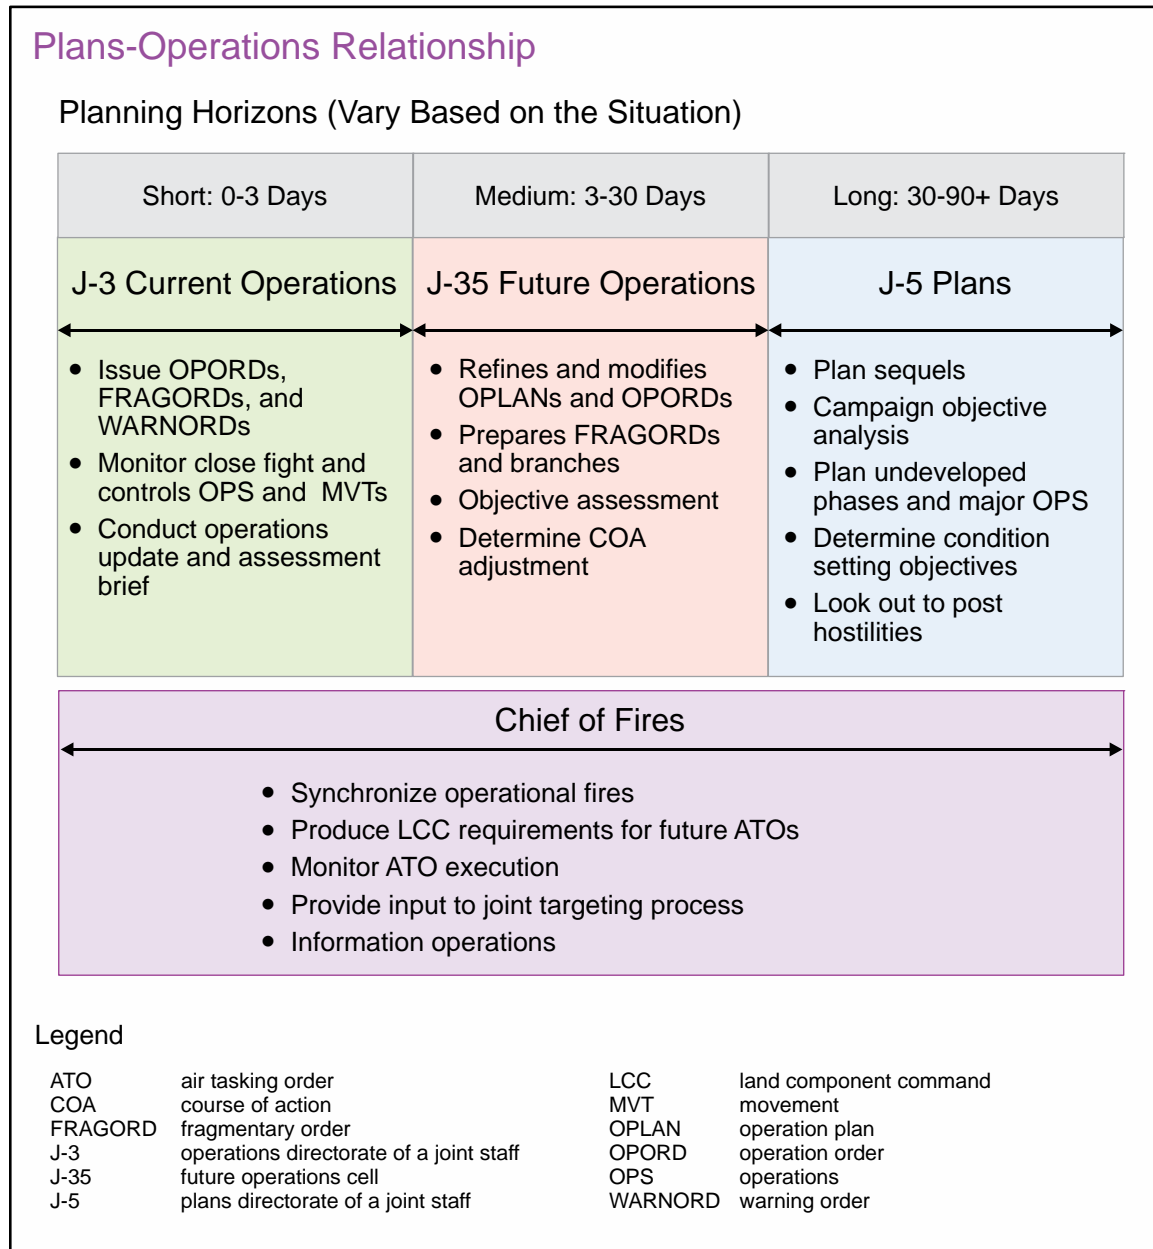 Plans-Operations Relationship
Planning Horizons (Vary Based on the Situation)
Short: 0-3 Days
Medium: 3-30 Days
Long: 30-90+ Days
J-3 Current Operations
• Issue OPORDs,
FRAGORDs, and
WARNORDs
• Monitor close fight and
controls OPS and MVTs
• Conduct operations
update and assessment
brief
J-35 Future Operations
• Refines and modifies
OPLANs and OPORDs
• Prepares FRAGORDs
and branches
• Objective assessment
• Determine COA
adjustment
J-5 Plans
• Plan sequels
• Campaign objective
analysis
• Plan undeveloped
phases and major OPS
• Determine condition
setting objectives
• Look out to post
hostilities
Chief of Fires
• Synchronize operational fires
• Produce LCC requirements for future ATOs
• Monitor ATO execution
• Provide input to joint targeting process
• Information operations
Legend
ATO air tasking order
COA course of action
FRAGORD fragmentary order
J-3 operations directorate of a joint staff
J-35 future operations cell
J-5 plans directorate of a joint staff
LCC land component command
MVT movement
OPLAN operation plan
OPORD operation order
OPS operations
WARNORD warning order